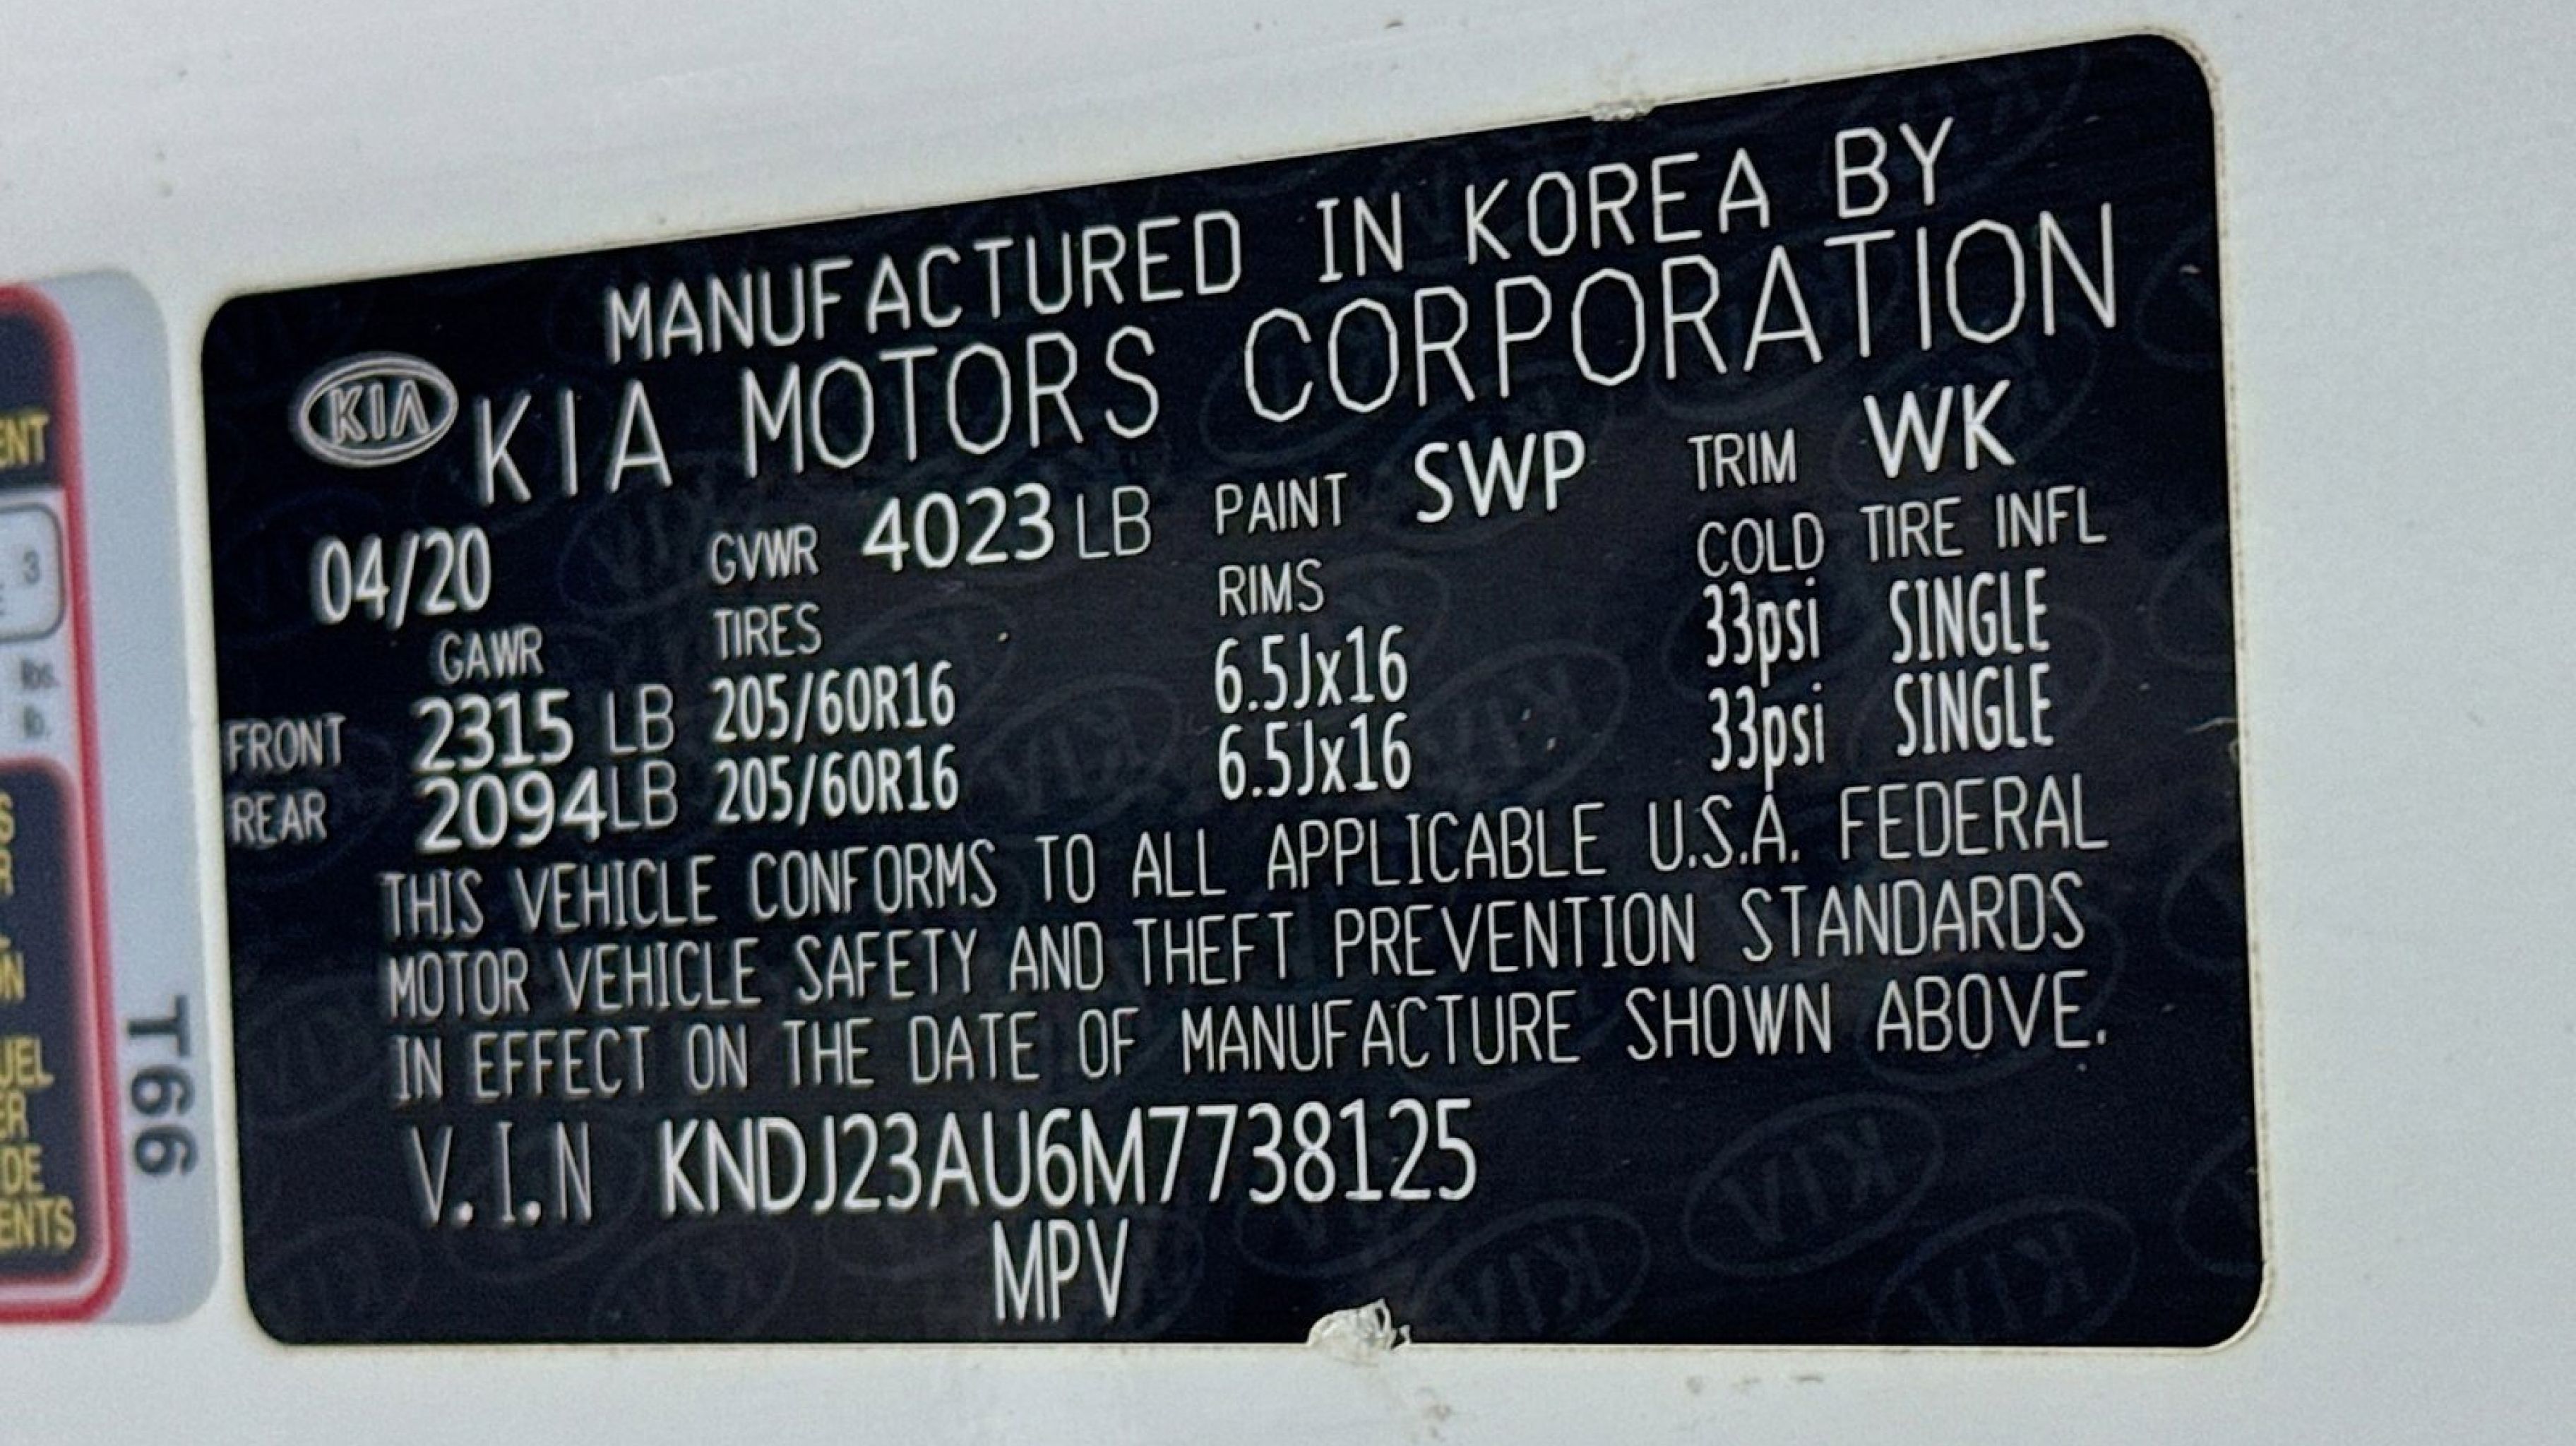 MANUFACTURED IN KOREA BY
KIA KIA MOTORS CORPORATION
04/20 GVWR 4023 LB PAINT SWP TRIM WK
GAWR TIRES RIMS COLD TIRE INFL
FRONT 2315 LB 205/60R16 6.5Jx16 33psi SINGLE
REAR 2094LB 205/60R16 6.5Jx16 33psi SINGLE
THIS VEHICLE CONFORMS TO ALL APPLICABLE U.S.A. FEDERAL
MOTOR VEHICLE SAFETY AND THEFT PREVENTION STANDARDS
IN EFFECT ON THE DATE OF MANUFACTURE SHOWN ABOVE.
V.I.N KNDJ23AU6M7738125
MPV
T66
3
lbs.
lb.